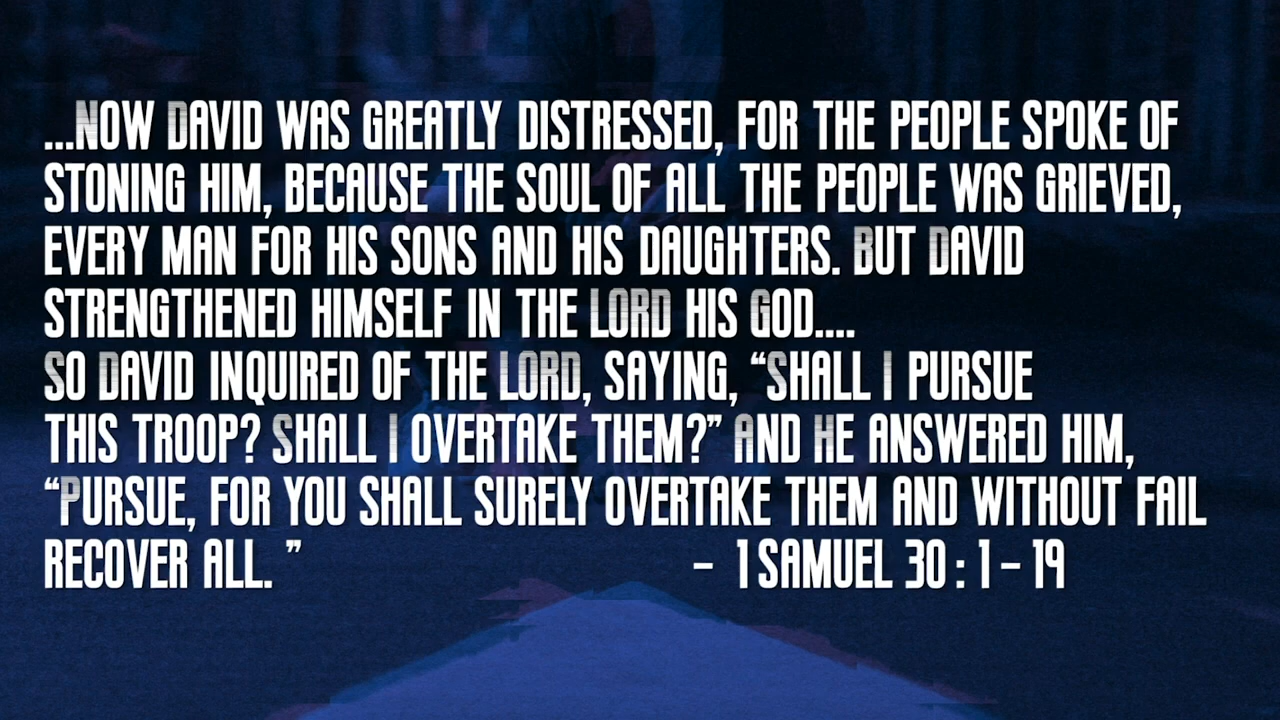 ...NOW DAVID WAS GREATLY DISTRESSED, FOR THE PEOPLE SPOKE OF
STONING HIM, BECAUSE THE SOUL OF ALL THE PEOPLE WAS GRIEVED,
EVERY MAN FOR HIS SONS AND HIS DAUGHTERS. BUT DAVID
STRENGTHENED HIMSELF IN THE LORD HIS GOD....
SO DAVID INQUIRED OF THE LORD, SAYING, “SHALL I PURSUE
THIS TROOP? SHALL I OVERTAKE THEM?” AND HE ANSWERED HIM,
“PURSUE, FOR YOU SHALL SURELY OVERTAKE THEM AND WITHOUT FAIL
RECOVER ALL. ” – 1 SAMUEL 30 : 1 – 19